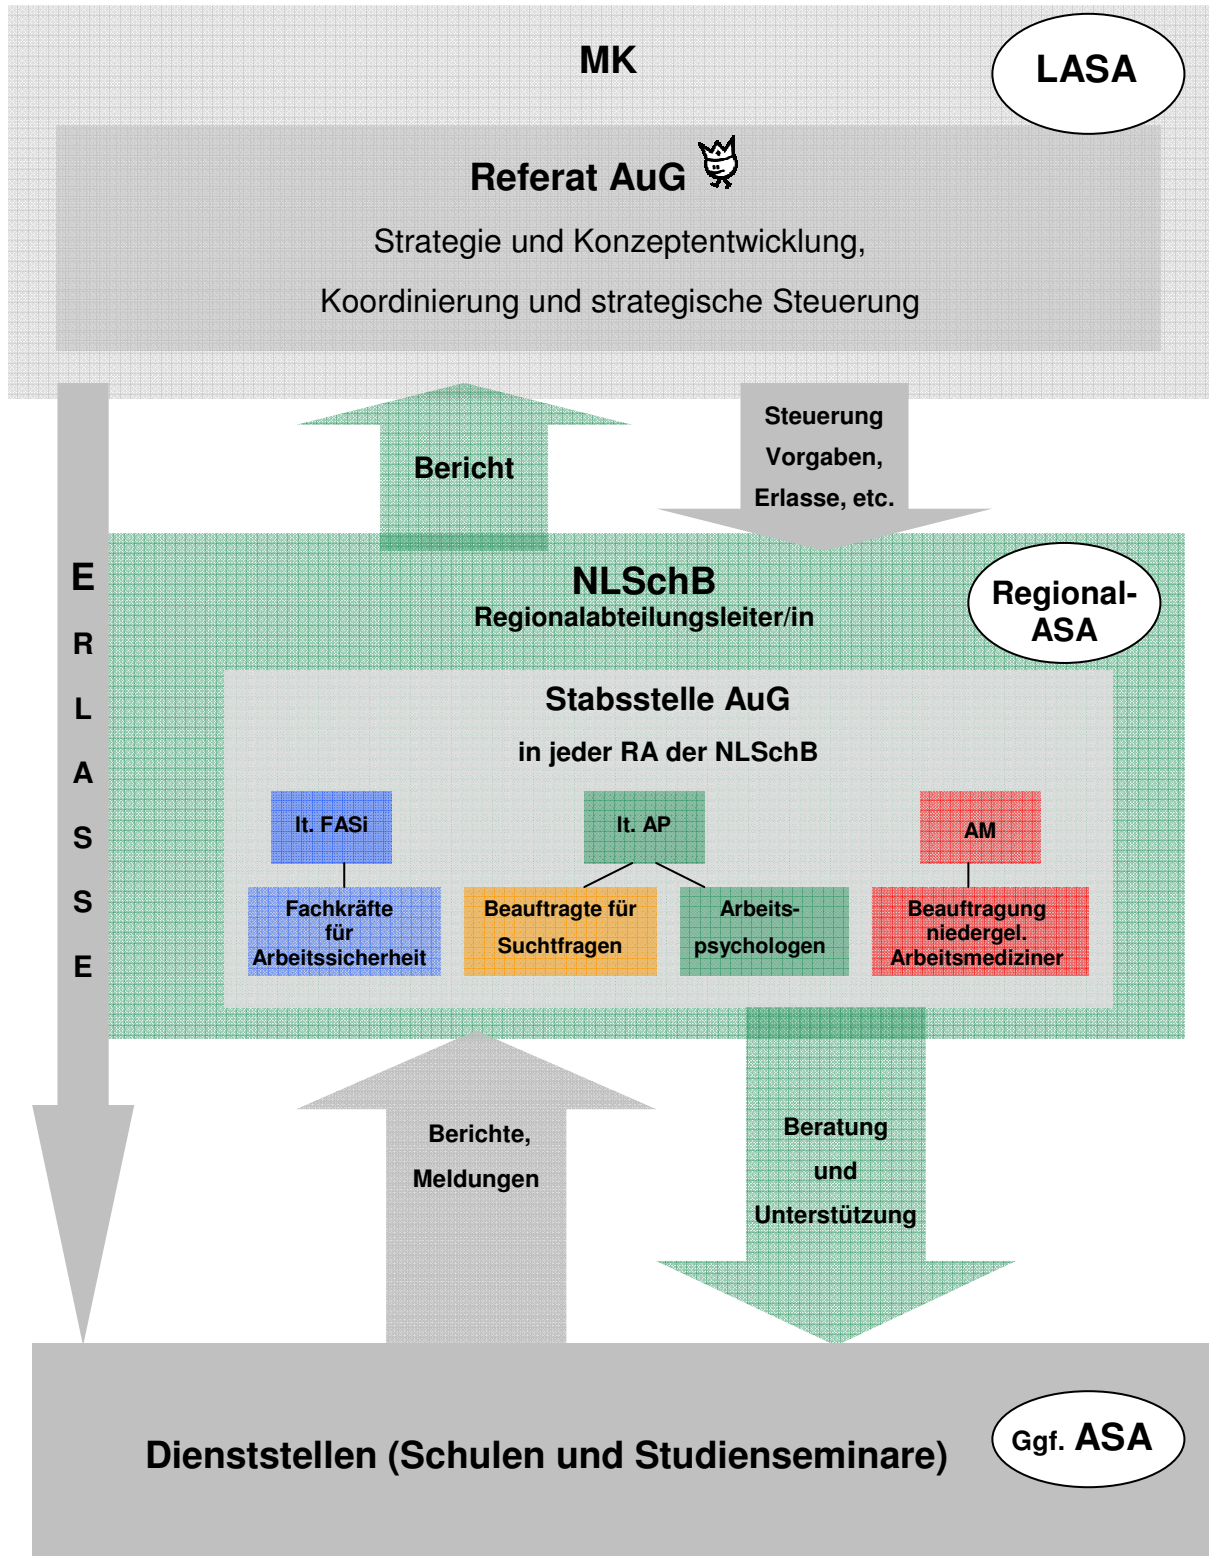 MK
LASA
Referat AuG
Strategie und Konzeptentwicklung,
Koordinierung und strategische Steuerung
Bericht
Steuerung
Vorgaben,
Erlasse, etc.
E
R
L
A
S
S
E
NLSchB
Regionalabteilungsleiter/in
Regional-
ASA
Stabsstelle AuG
in jeder RA der NLSchB
lt. FASi
lt. AP
AM
Fachkräfte
für
Arbeitssicherheit
Beauftragte für
Suchtfragen
Arbeits-
psychologen
Beauftragung
niedergel.
Arbeitsmediziner
Berichte,
Meldungen
Beratung
und
Unterstützung
Dienststellen (Schulen und Studienseminare)
Ggf. ASA